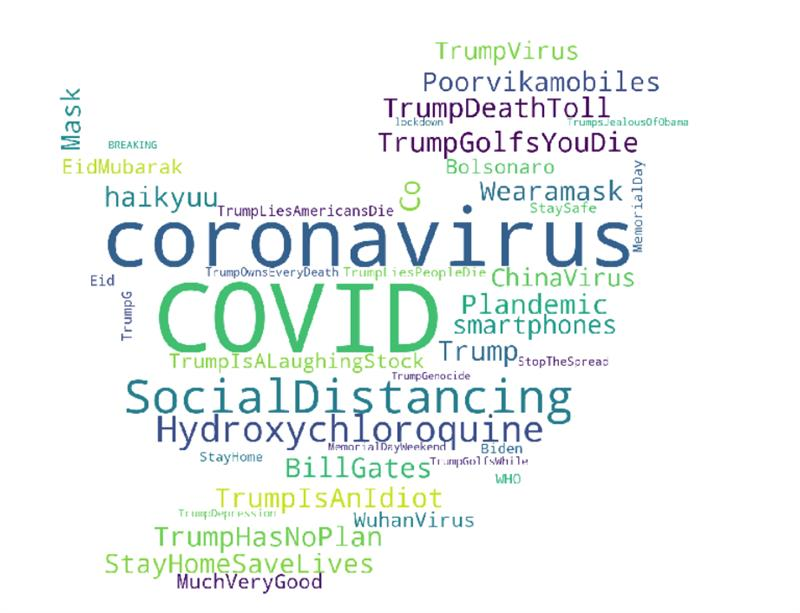 TrumpVirus
Poorvikamobiles
Mask
TrumpDeathToll
lockdown
TrumpsJealousOfObama
BREAKING
TrumpGolfsYouDie
EidMubarak
Bolsonaro
haikyuu
Co
Wearamask
MemorialDay
TrumpLiesAmericansDie
StaySafe
coronavirus
Eid
TrumpOwnsEveryDeath
TrumpLiesPeopleDie
ChinaVirus
TrumpG
COVID
Plandemic
smartphones
TrumpIsALaughingStock
Trump
StopTheSpread
TrumpGenocide
SocialDistancing
Hydroxychloroquine
MemorialDayWeekend
Biden
StayHome
BillGates
TrumpGolfsWhile
WHO
TrumpIsAnIdiot
TrumpDepression
WuhanVirus
TrumpHasNoPlan
StayHomeSaveLives
MuchVeryGood